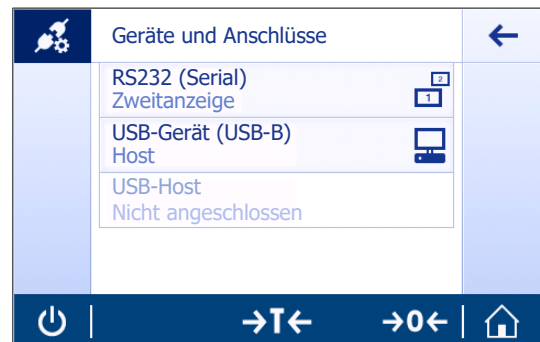 Geräte und Anschlüsse
RS232 (Serial)
Zweitanzeige
2
1
USB-Gerät (USB-B)
Host
USB-Host
Nicht angeschlossen
→T← →0←